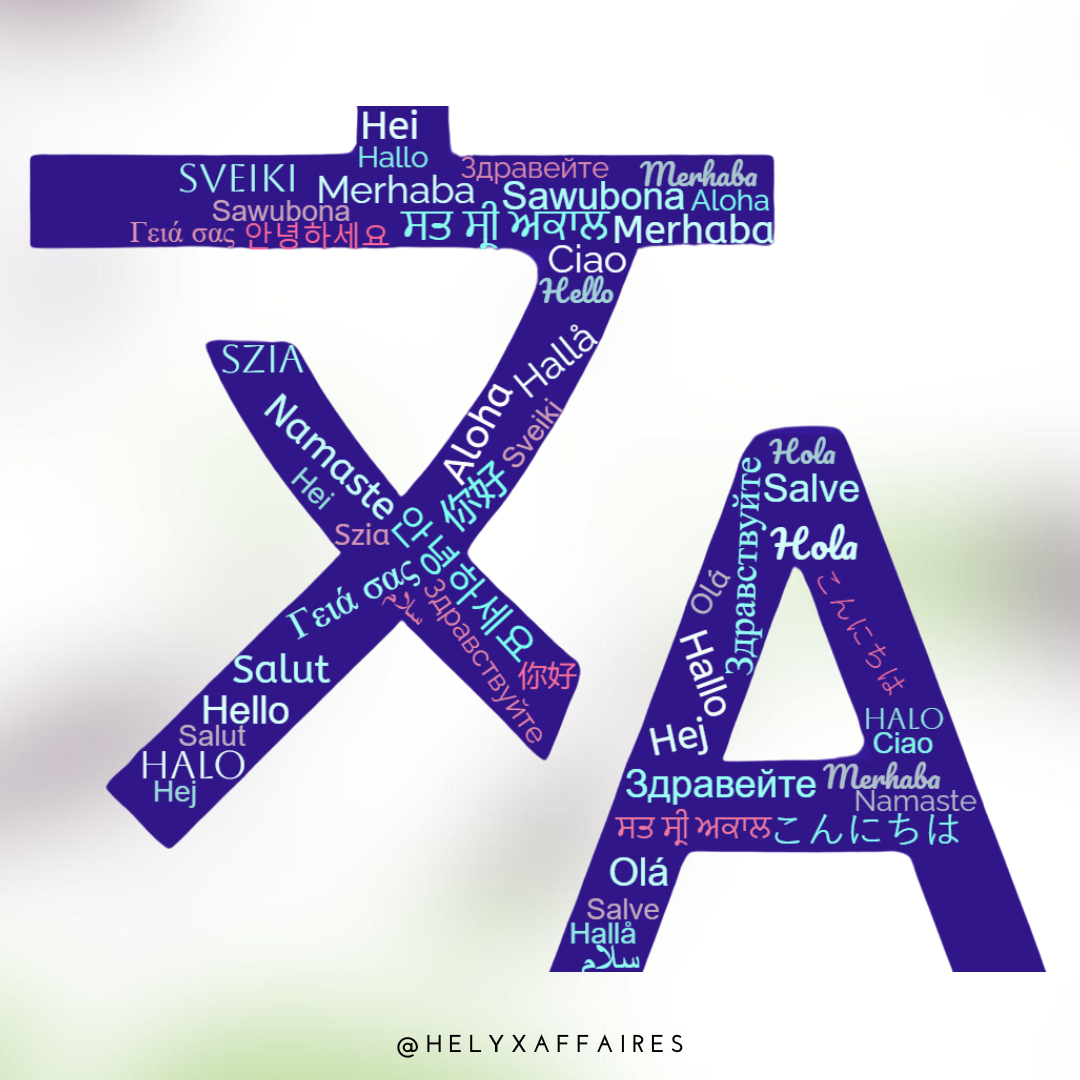 Hei
Hallo
SVEIKI
Здравейте
Merhaba
Merhaba
Sawubona
Aloha
Sawubona
Γειά σας
안녕하세요
ਸਤ ਸ੍ਰੀ ਅਕਾਲ
Merhaba
Ciao
Hello
Hallå
SZIA
Aloha
Sveiki
Namaste
Hei
你好
Szia
안녕하세요
Γειά σας
سلام
Здравствуйте
你好
Salut
Hello
Salut
HALO
Hej
Hola
Salve
Здравствуйте
Hola
Olá
こんにちは
Hallo
Hej
HALO
Ciao
Здравейте
Merhaba
Namaste
ਸਤ ਸ੍ਰੀ ਅਕਾਲ
こんにちは
Olá
Salve
Hallå
سلام
@HELYXAFFAIRES